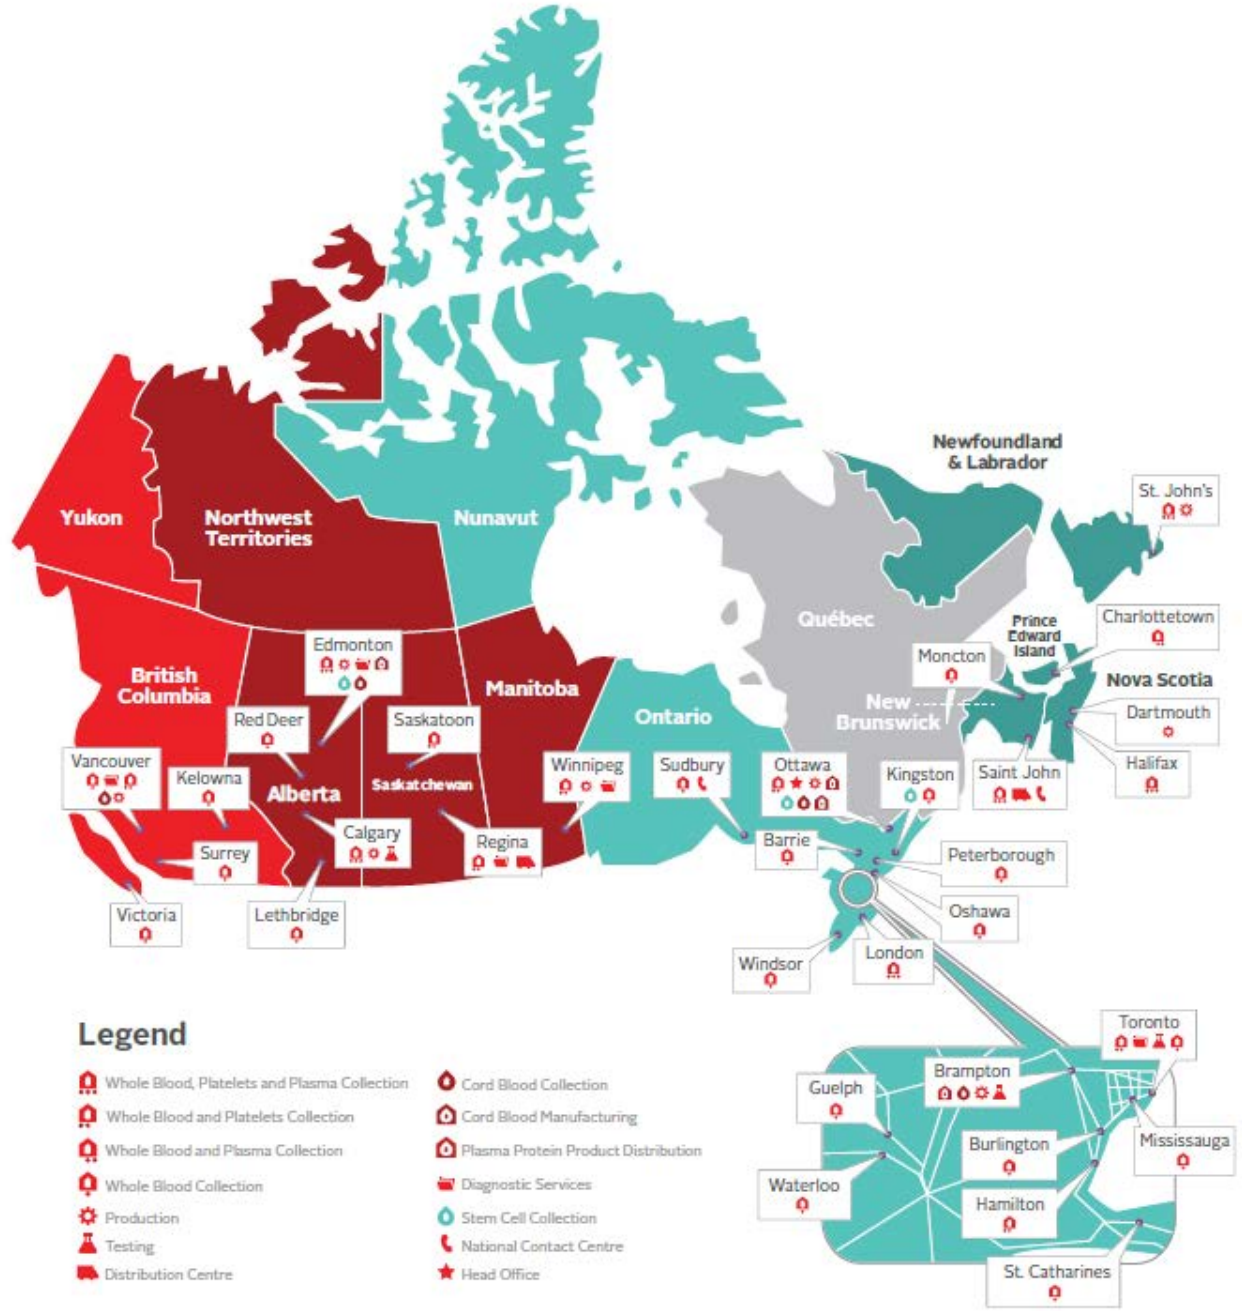 Newfoundland
& Labrador
St. John's
Yukon
Northwest
Territories
Nunavut
Québec
Charlottetown
Prince
Edward
Island
Edmonton
Moncton
British
Columbia
Manitoba
Nova Scotia
Ontario
New
Brunswick
Dartmouth
Red Deer
Saskatoon
Vancouver
Kelowna
Winnipeg
Sudbury
Ottawa
Kingston
Saint John
Halifax
Alberta
Saskatchewan
Calgary
Regina
Barrie
Surrey
Peterborough
Victoria
Lethbridge
Oshawa
Windsor
London
Toronto
Brampton
Guelph
Burlington
Mississauga
Waterloo
Hamilton
St. Catharines
Legend
Whole Blood, Platelets and Plasma Collection
Whole Blood and Platelets Collection
Whole Blood and Plasma Collection
Whole Blood Collection
Production
Testing
Distribution Centre
Cord Blood Collection
Cord Blood Manufacturing
Plasma Protein Product Distribution
Diagnostic Services
Stem Cell Collection
National Contact Centre
Head Office